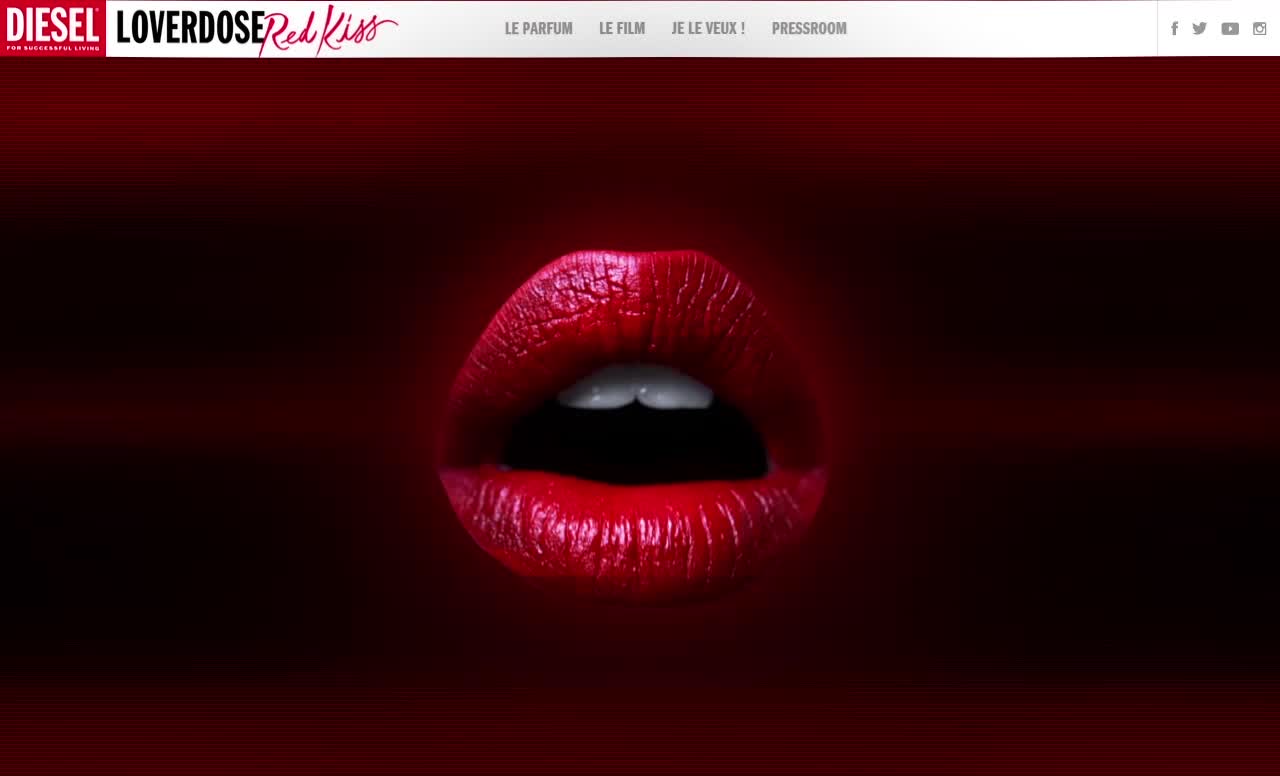 DIESEL
FOR SUCCESSFUL LIVING
LOVERDOSE Red Kiss
LE PARFUM LE FILM JE LE VEUX ! PRESSROOM